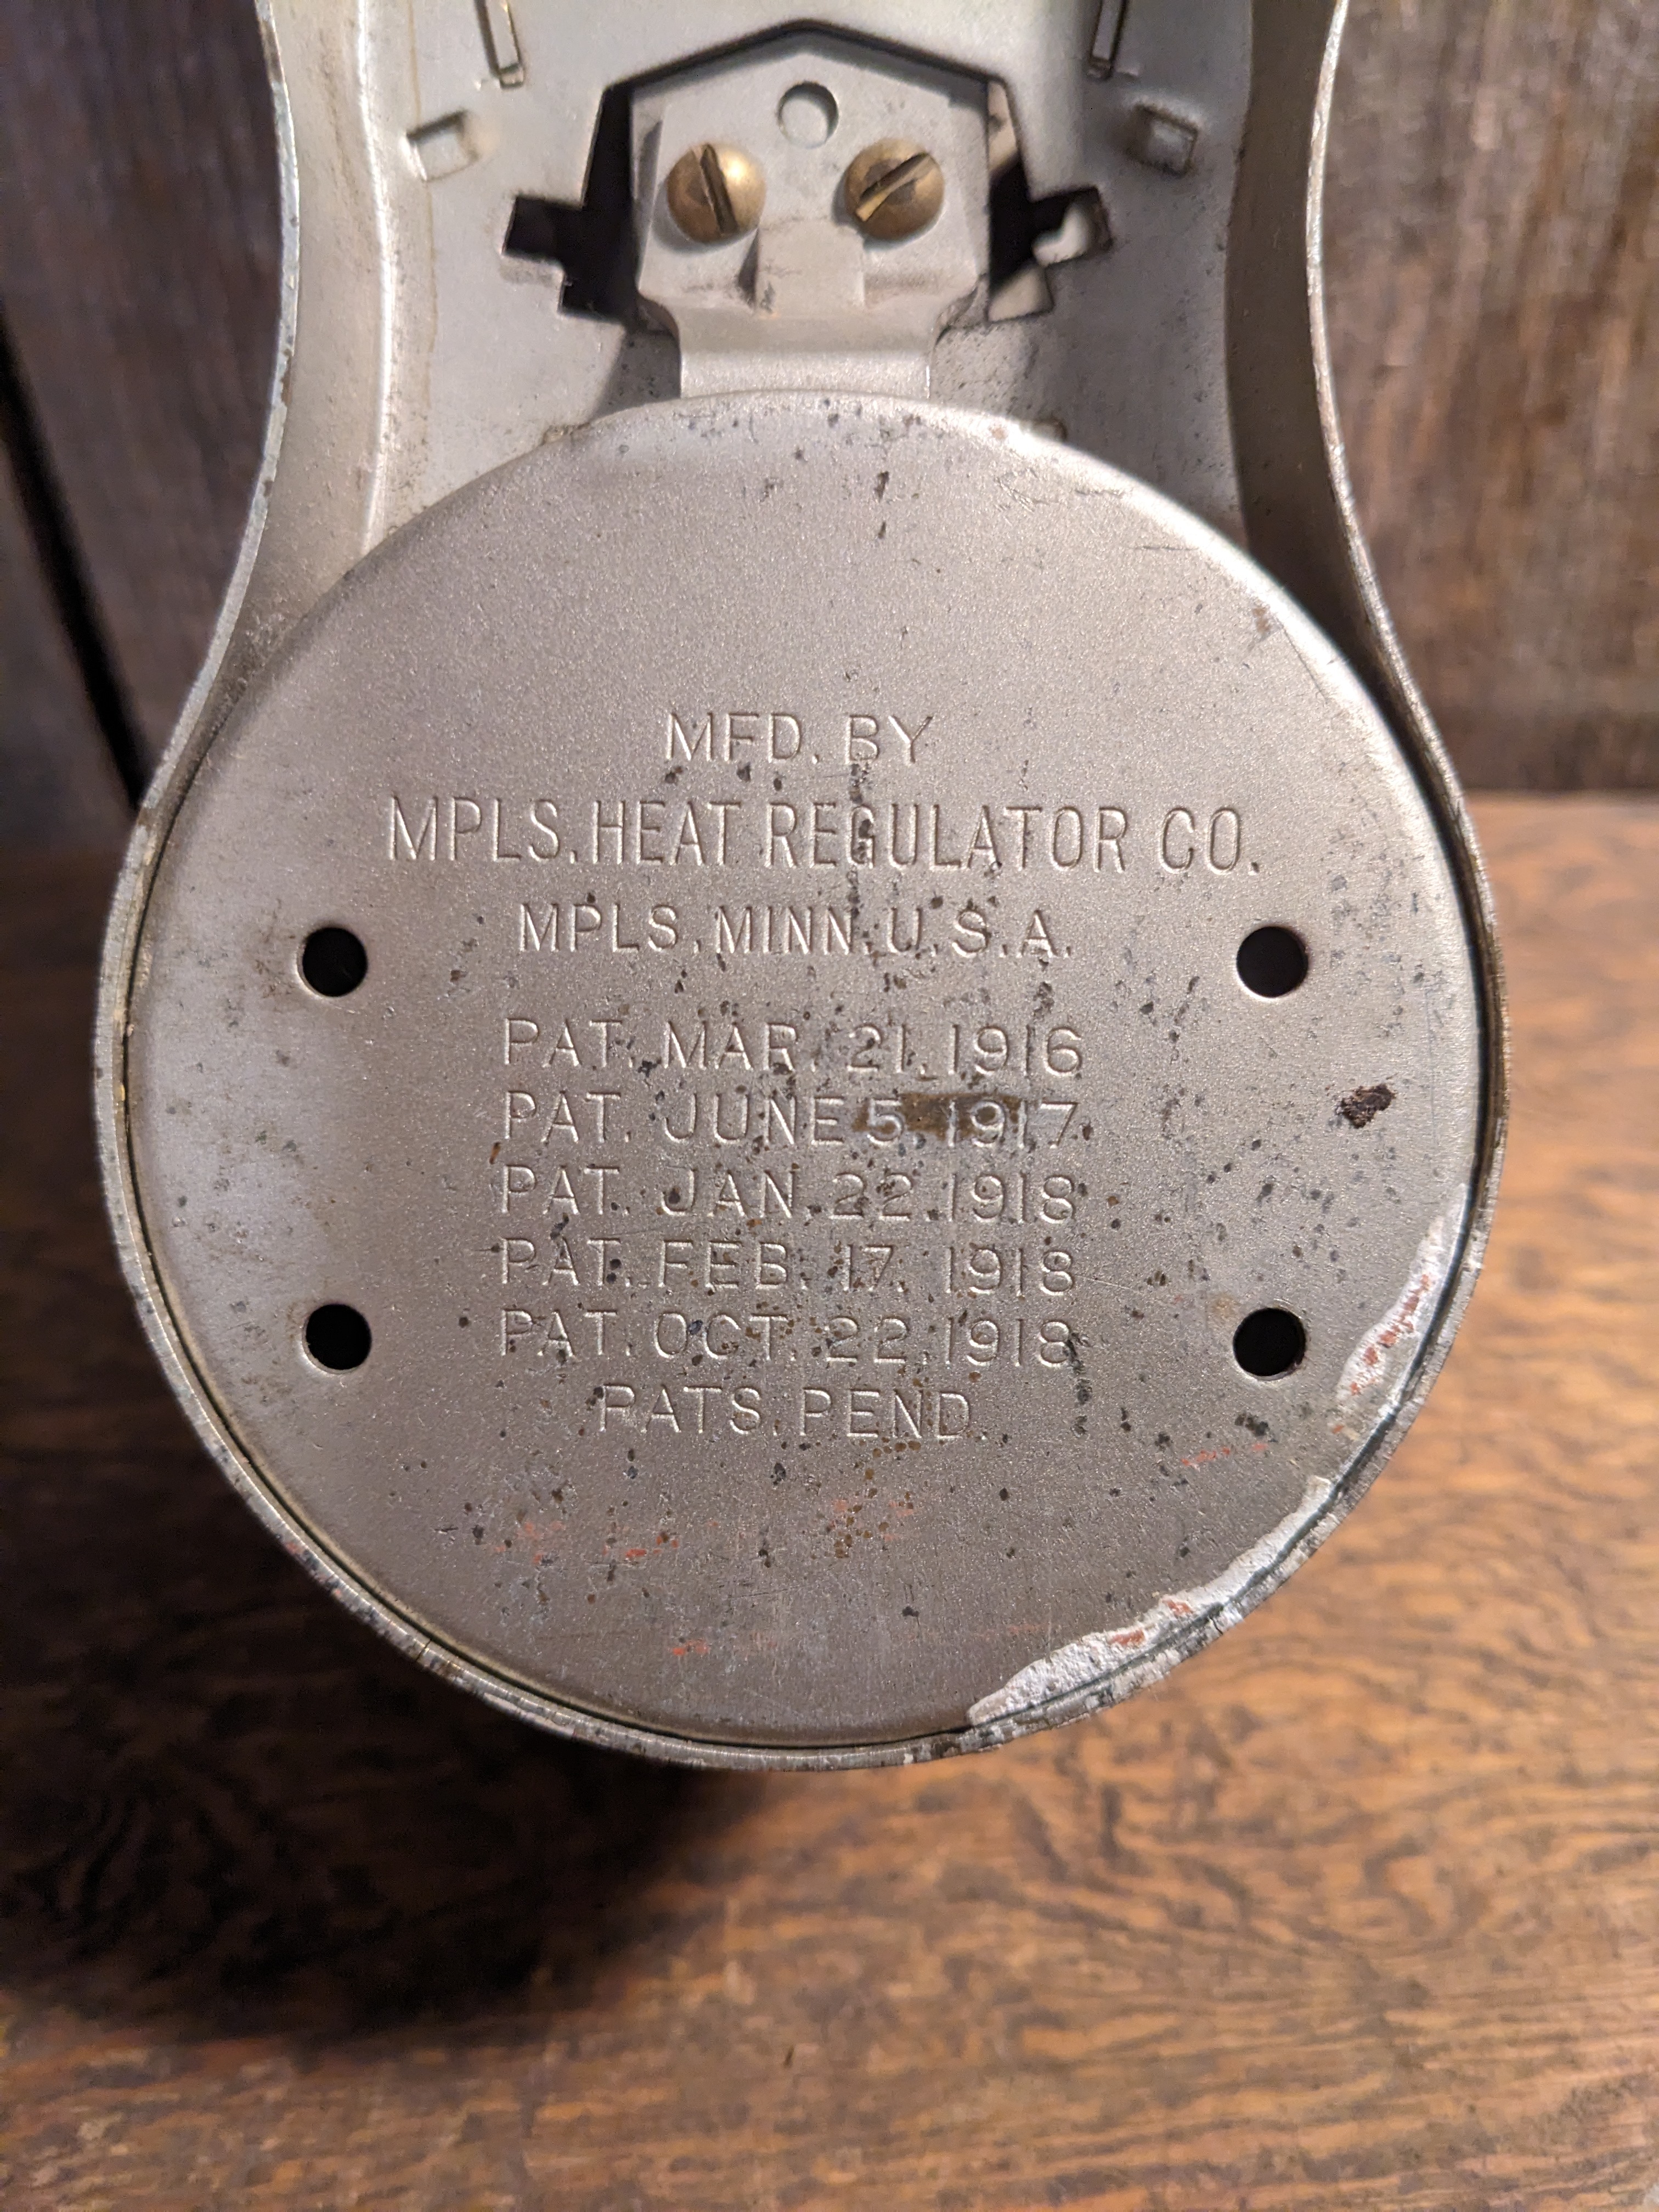 MFD. BY
MPLS. HEAT REGULATOR CO.
MPLS. MINN. U.S.A.
PAT. MAR. 21. 1916
PAT. JUNE 5. 1917
PAT. JAN. 22. 1918
PAT. FEB. 17. 1918
PAT. OCT. 22. 1918
PATS. PEND.